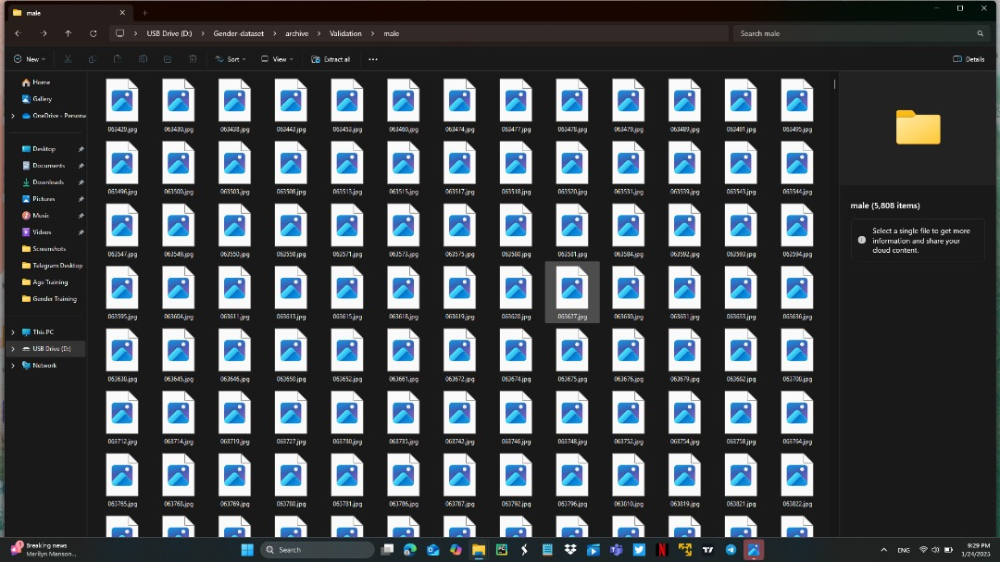 male
USB Drive (D:) > Gender-dataset > archive > Validation > male
Search male
New
Sort
View
Extract all
Details
Home
Gallery
OneDrive - Persona
Desktop
Documents
Downloads
Pictures
Music
Videos
Screenshots
Telegram Desktop
Age Training
Gender Training
This PC
USB Drive (D:)
Network
063429.jpg 063430.jpg 063438.jpg 063443.jpg 063453.jpg 063460.jpg 063474.jpg 063477.jpg 063478.jpg 063479.jpg 063489.jpg 063491.jpg 063495.jpg
063496.jpg 063500.jpg 063503.jpg 063508.jpg 063513.jpg 063515.jpg 063517.jpg 063518.jpg 063520.jpg 063531.jpg 063539.jpg 063543.jpg 063544.jpg
063547.jpg 063549.jpg 063550.jpg 063558.jpg 063571.jpg 063573.jpg 063575.jpg 063580.jpg 063581.jpg 063584.jpg 063592.jpg 063593.jpg 063594.jpg
063595.jpg 063604.jpg 063611.jpg 063613.jpg 063615.jpg 063618.jpg 063619.jpg 063620.jpg 063627.jpg 063630.jpg 063631.jpg 063633.jpg 063636.jpg
063638.jpg 063645.jpg 063646.jpg 063650.jpg 063652.jpg 063661.jpg 063672.jpg 063674.jpg 063675.jpg 063676.jpg 063679.jpg 063682.jpg 063708.jpg
063712.jpg 063714.jpg 063719.jpg 063727.jpg 063730.jpg 063735.jpg 063742.jpg 063746.jpg 063748.jpg 063752.jpg 063754.jpg 063758.jpg 063764.jpg
063765.jpg 063768.jpg 063769.jpg 063780.jpg 063781.jpg 063786.jpg 063787.jpg 063792.jpg 063796.jpg 063810.jpg 063819.jpg 063821.jpg 063822.jpg
male (5,808 items)
Select a single file to get more
information and share your
cloud content.
Breaking news
Marilyn Manson...
Search
ENG
9:29 PM
1/24/2025